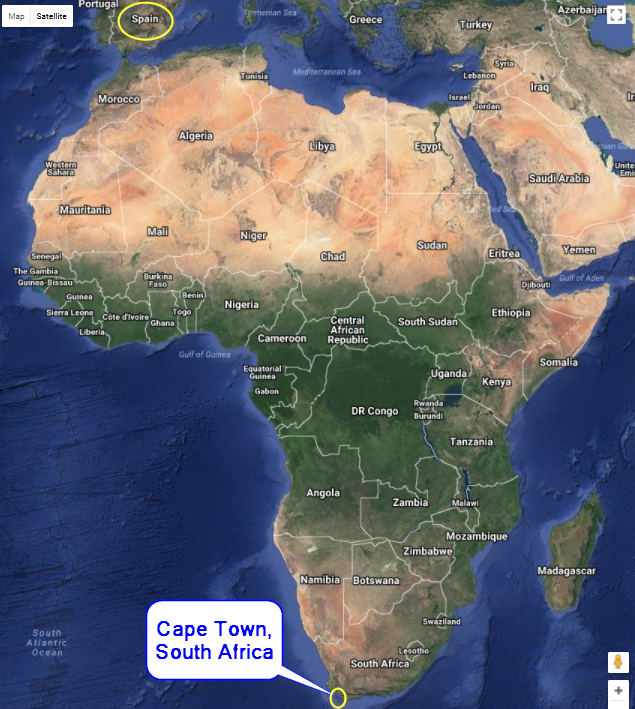 Portugal
Azerbaijan
Map Satellite
Spain
Tyrrhenian Sea
Greece
Turkey
Syria
Tunisia
Mediterranean Sea
Lebanon
Iraq
Morocco
Israel
Jordan
Algeria
Libya
Egypt
Western
Sahara
Saudi Arabia
Mauritania
Red Sea
Mali
Niger
Sudan
Yemen
Chad
Eritrea
Senegal
The Gambia
Guinea-Bissau
Burkina
Faso
Gulf of Aden
Djibouti
Guinea
Benin
Nigeria
Ethiopia
Sierra Leone
Côte d'Ivoire
Togo
Ghana
Central
African
Republic
South Sudan
Liberia
Cameroon
Gulf of Guinea
Somalia
Equatorial
Guinea
Uganda
Kenya
Gabon
Rwanda
DR Congo
Burundi
Tanzania
Angola
Zambia
Malawi
Mozambique
Zimbabwe
Madagascar
Namibia
Botswana
Swaziland
Cape Town,
South Africa
South
Atlantic
Ocean
Lesotho
South Africa